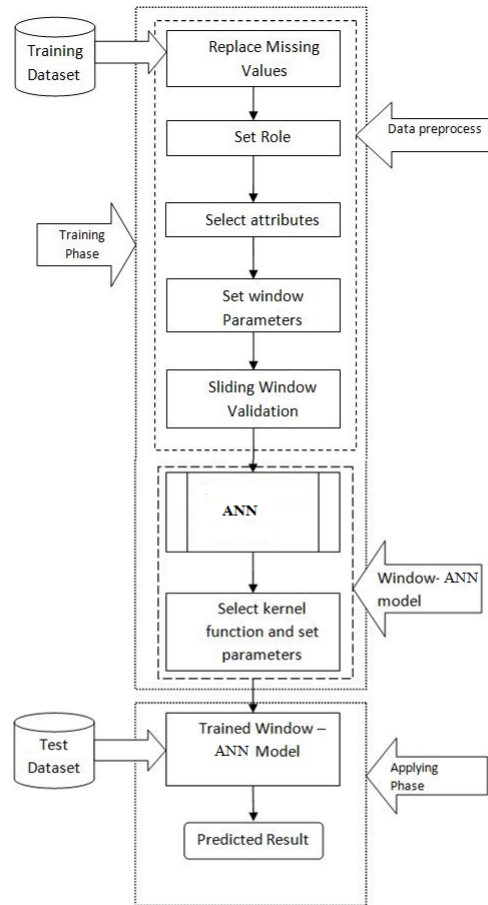 Training
Dataset
Replace Missing
Values
Set Role
Data preprocess
Select attributes
Training
Phase
Set window
Parameters
Sliding Window
Validation
ANN
Window- ANN
model
Select kernel
function and set
parameters
Test
Dataset
Trained Window –
ANN Model
Applying
Phase
Predicted Result